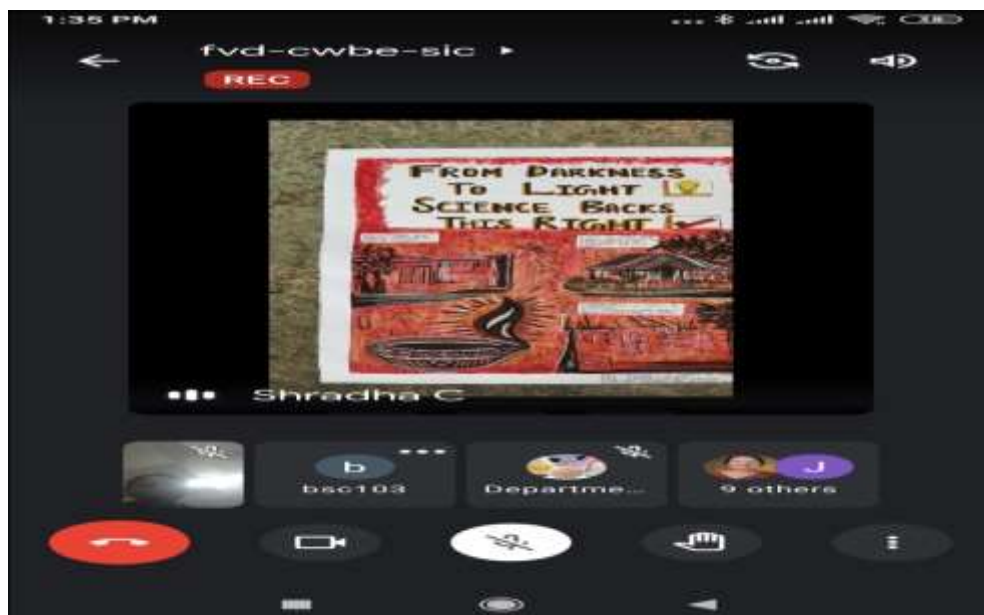 1:35 PM
fvd-cwbe-sic
REC
FROM DARKNESS
TO LIGHT
SCIENCE BACKS
THIS RIGHT
Shradha C
b
bsc103
Departme...
J
9 others